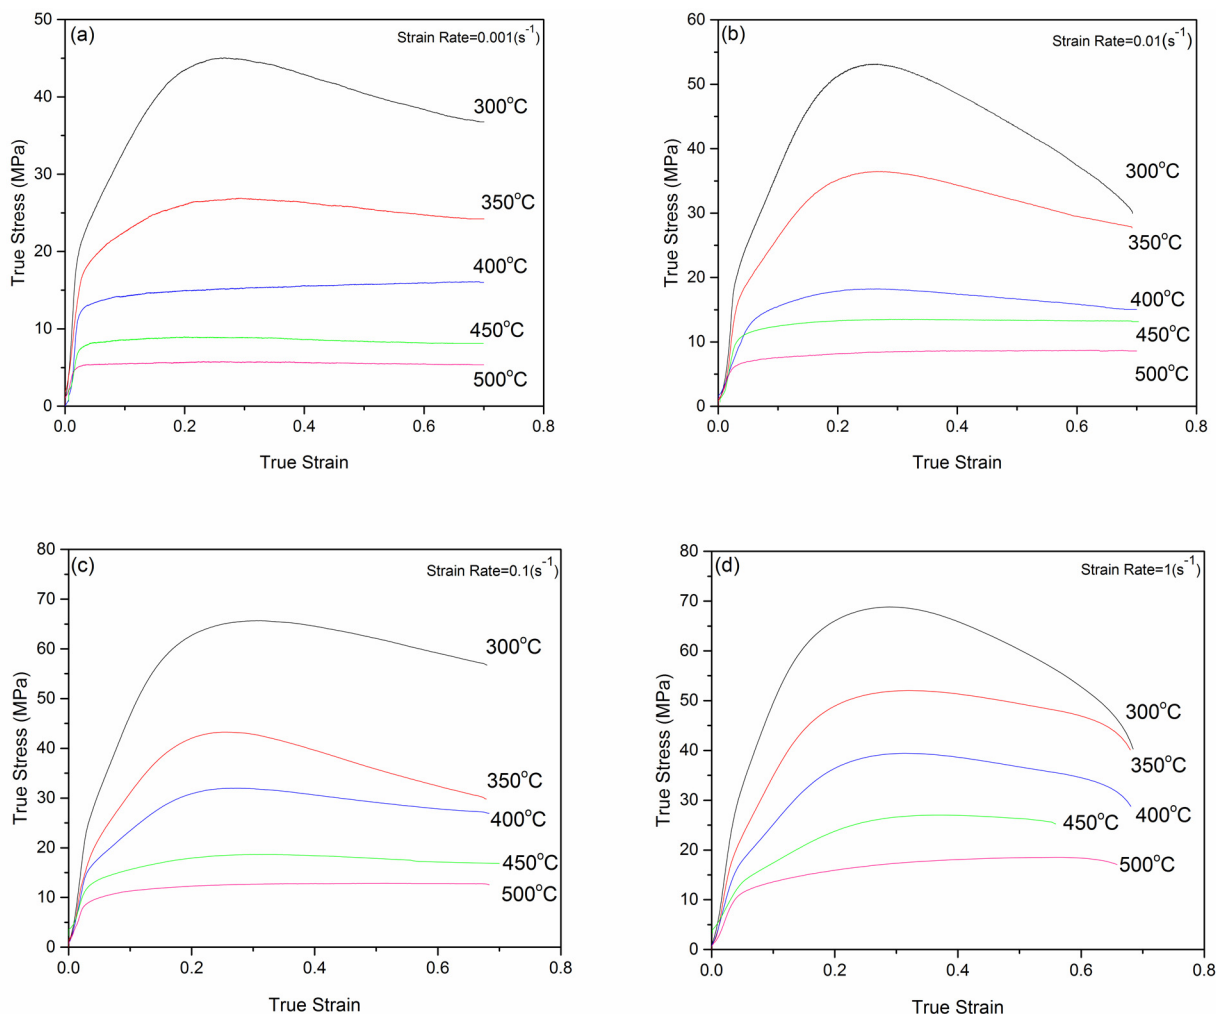 (a)
Strain Rate=0.001(s⁻¹)
50
45
40
35
30
25
20
15
10
5
0
True Stress (MPa)
300°C
350°C
400°C
450°C
500°C
0.0 0.2 0.4 0.6 0.8
True Strain
(b)
Strain Rate=0.01(s⁻¹)
60
50
40
30
20
10
0
True Stress (MPa)
300°C
350°C
400°C
450°C
500°C
0.0 0.2 0.4 0.6 0.8
True Strain
(c)
Strain Rate=0.1(s⁻¹)
80
70
60
50
40
30
20
10
0
True Stress (MPa)
300°C
350°C
400°C
450°C
500°C
0.0 0.2 0.4 0.6 0.8
True Strain
(d)
Strain Rate=1(s⁻¹)
80
70
60
50
40
30
20
10
0
True Stress (MPa)
300°C
350°C
400°C
450°C
500°C
0.0 0.2 0.4 0.6 0.8
True Strain